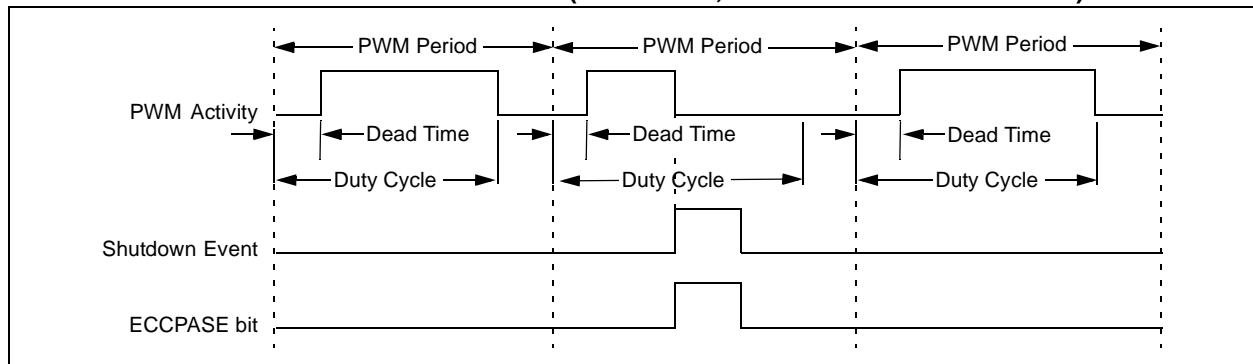 PWM Period PWM Period PWM Period
PWM Activity
Dead Time Dead Time Dead Time
Duty Cycle Duty Cycle Duty Cycle
Shutdown Event
ECCPASE bit